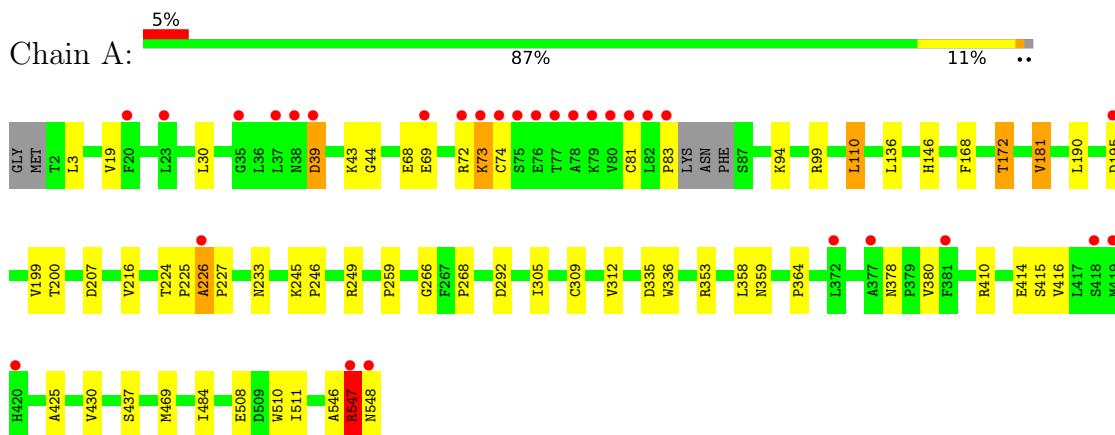 5%
Chain A:
87% 11% ••
GLY MET T2 L3 V19 F20 L23 L30 G35 L36 L37 N38 D39 K43 G44 E68 E69 R72 K73 C74 S75 E76 T77 A78 K79 V80 C81 L82 P83 LYS ASN PHE S87 K94 R99 L110 L136 H146 F168 T172 V181 L190 D195
V199 T200 D207 V216 T224 P225 A226 P227 N233 K245 P246 R249 P259 G266 F267 P268 D292 I305 C309 V312 D335 W336 R353 L358 N359 P364 L372 A377 N378 P379 V380 F381 R410 E414 S415 V416 L417 S418 M419
H420 A425 V430 S437 M469 I484 E508 D509 W510 I511 A546 R547 N548